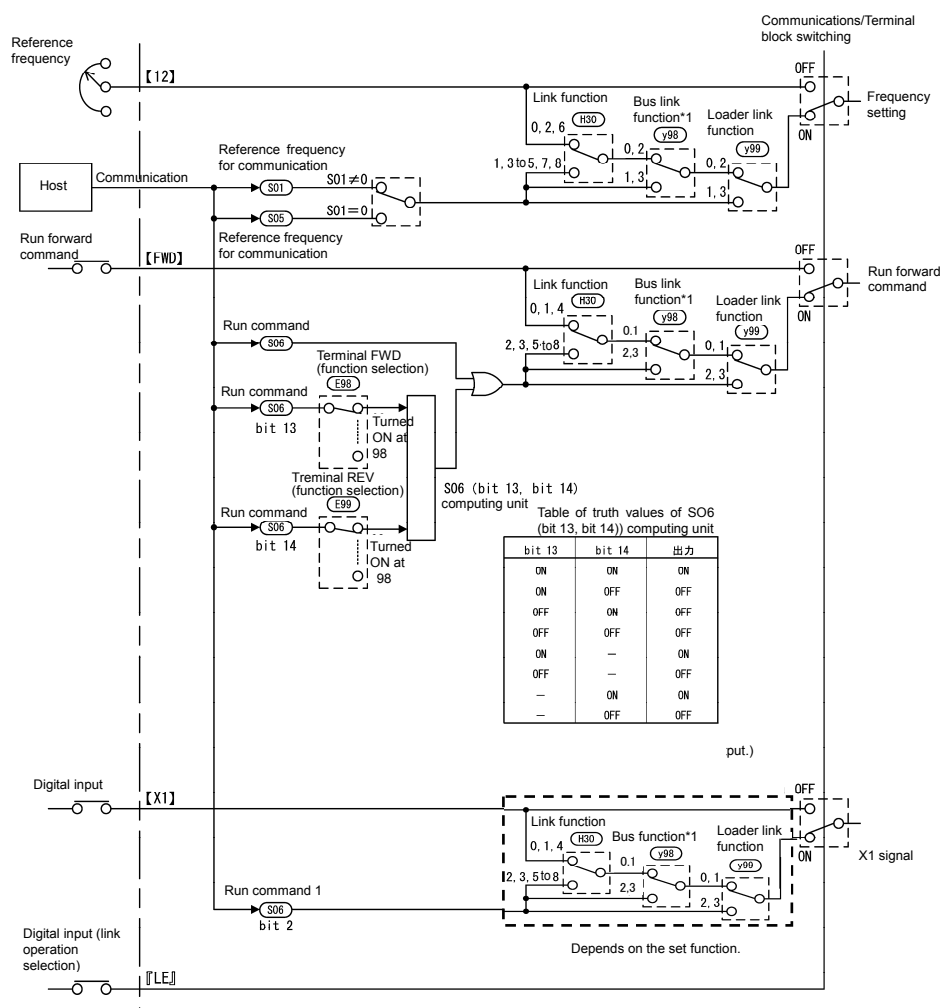 Communications/Terminal
block switching
Reference
frequency
【12】
OFF
Frequency
setting
ON
Link function
H30
0, 2, 6
1, 3 to 5, 7, 8
Bus link
function*1
y98
0, 2
1, 3
Loader link
function
y99
0, 2
1, 3
Host
Communication
Reference frequency
for communication
S01
S01≠0
S05
S01=0
Reference frequency
for communication
Run forward
command
【FWD】
OFF
Run forward
command
ON
Link function
H30
0, 1, 4
2, 3, 5 to 8
Bus link
function*1
y98
0.1
2,3
Loader link
function
y99
0, 1
2, 3
Run command
S06
Terminal FWD
(function selection)
E98
Run command
S06
bit 13
Turned
ON at
98
Treminal REV
(function selection)
E99
Run command
S06
bit 14
Turned
ON at
98
S06 (bit 13, bit 14)
computing unit
Table of truth values of SO6
(bit 13, bit 14)) computing unit
bit 13 bit 14 出力
ON ON ON
ON OFF OFF
OFF ON OFF
OFF OFF OFF
ON — ON
OFF — OFF
— ON ON
— OFF OFF
put.)
Digital input
【X1】
OFF
ON
X1 signal
Link function
H30
0, 1, 4
2, 3, 5 to 8
Bus function*1
y98
0.1
2,3
Loader link
function
y99
0, 1
2, 3
Run command 1
S06
bit 2
Depends on the set function.
Digital input (link
operation
selection)
『LE』